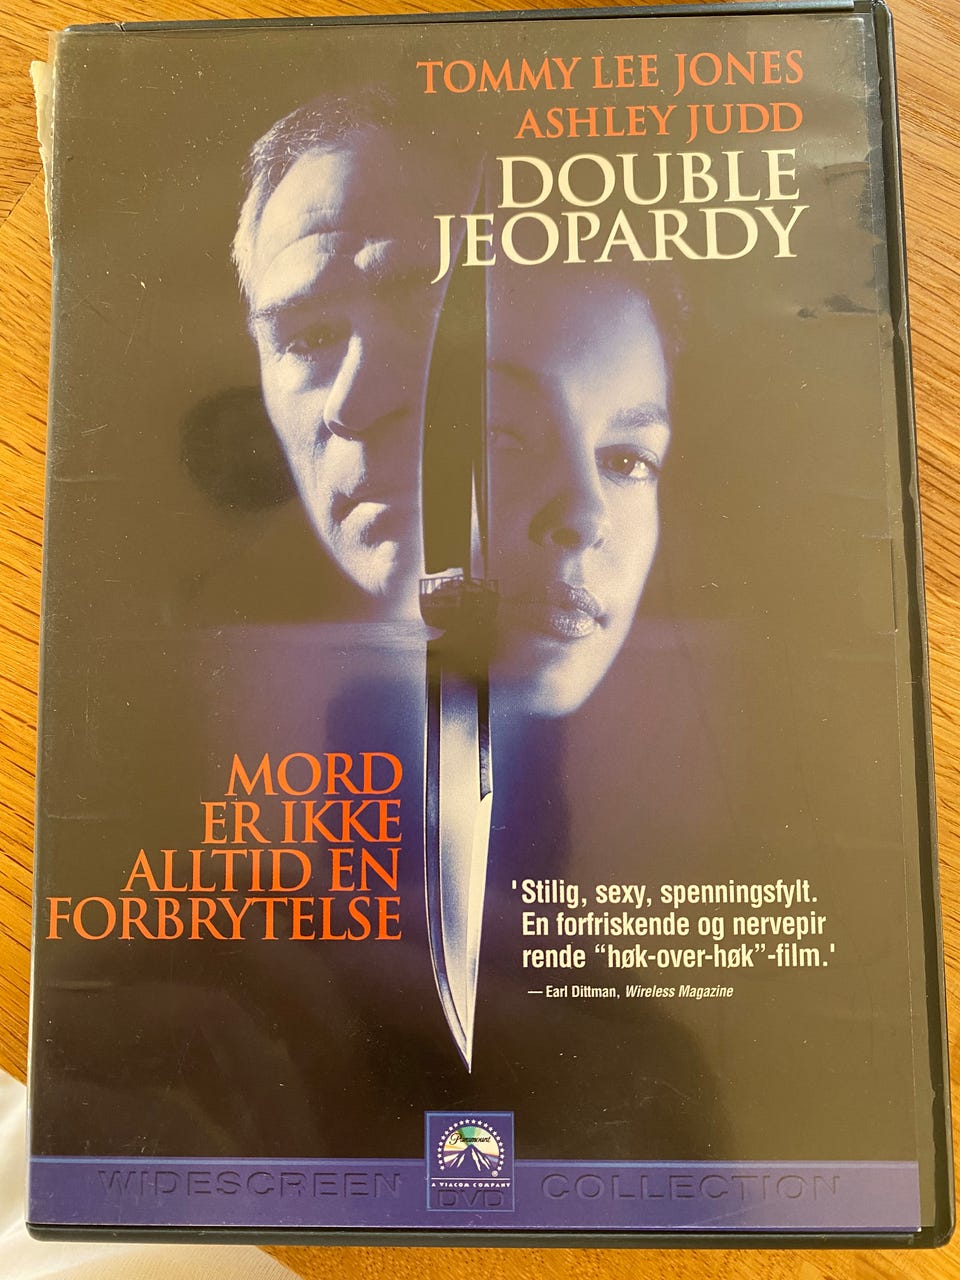 TOMMY LEE JONES
ASHLEY JUDD
DOUBLE
JEOPARDY
MORD
ER IKKE
ALLTID EN
FORBRYTELSE
'Stilig, sexy, spenningsfylt.
En forfriskende og nervepir
rende “høk-over-høk”-film.'
— Earl Dittman, Wireless Magazine
Paramount
®
A VIACOM COMPANY
WIDESCREEN DVD COLLECTION